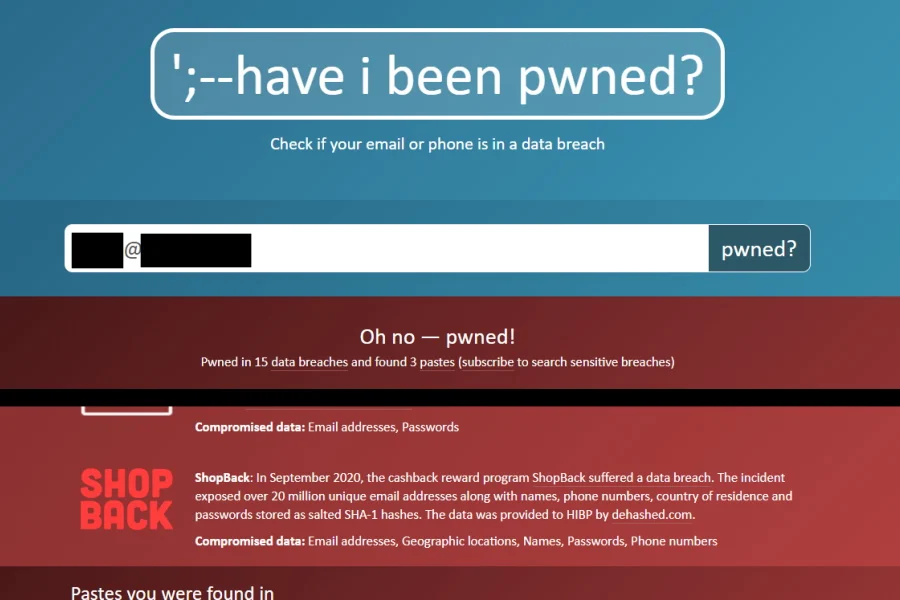 ';--have i been pwned?
Check if your email or phone is in a data breach
@
pwned?
Oh no — pwned!
Pwned in 15 data breaches and found 3 pastes (subscribe to search sensitive breaches)
Compromised data: Email addresses, Passwords
SHOP
BACK
ShopBack: In September 2020, the cashback reward program ShopBack suffered a data breach. The incident
exposed over 20 million unique email addresses along with names, phone numbers, country of residence and
passwords stored as salted SHA-1 hashes. The data was provided to HIBP by dehashed.com.
Compromised data: Email addresses, Geographic locations, Names, Passwords, Phone numbers
Pastes you were found in